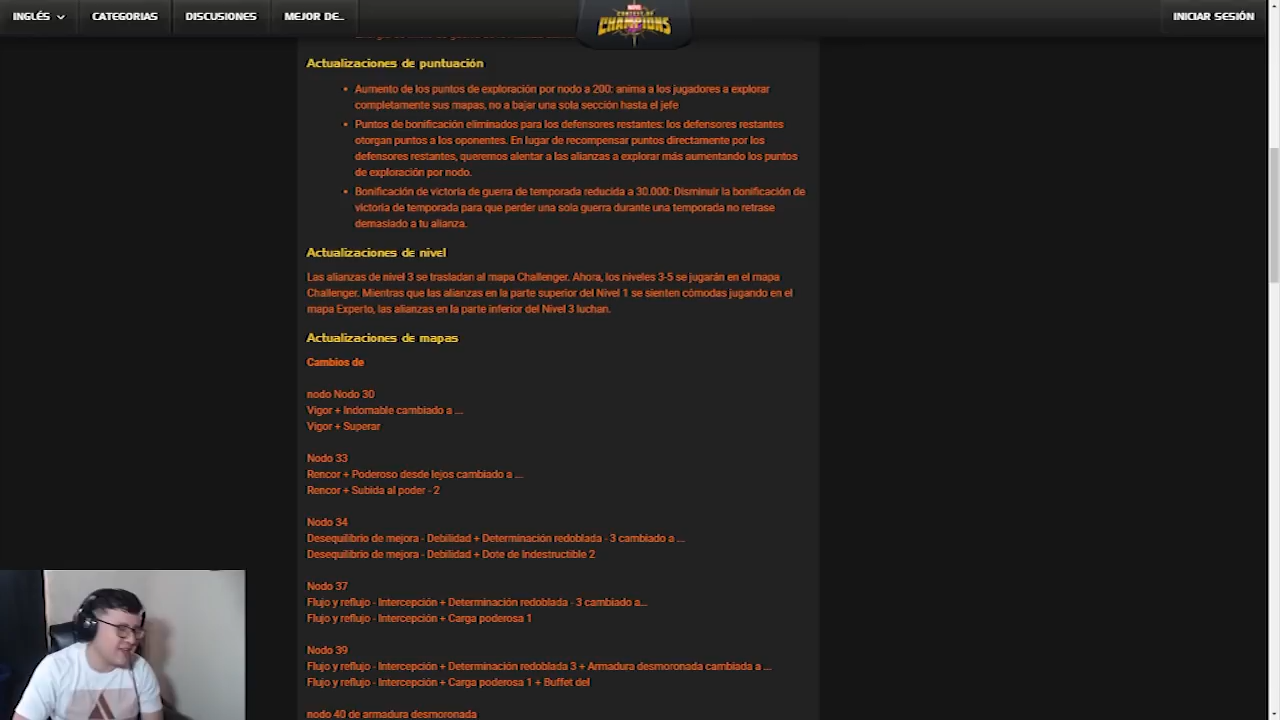 INGLÉS
CATEGORIAS
DISCUSIONES
MEJOR DE...
MARVEL
CONTEST OF
CHAMPIONS
INICIAR SESIÓN
Actualizaciones de puntuación
• Aumento de los puntos de exploración por nodo a 200: anima a los jugadores a explorar
completamente sus mapas, no a bajar una sola sección hasta el jefe
• Puntos de bonificación eliminados para los defensores restantes: los defensores restantes
otorgan puntos a los oponentes. En lugar de recompensar puntos directamente por los
defensores restantes, queremos alentar a las alianzas a explorar más aumentando los puntos
de exploración por nodo.
• Bonificación de victoria de guerra de temporada reducida a 30.000: Disminuir la bonificación de
victoria de temporada para que perder una sola guerra durante una temporada no retrase
demasiado a tu alianza.
Actualizaciones de nivel
Las alianzas de nivel 3 se trasladan al mapa Challenger. Ahora, los niveles 3-5 se jugarán en el mapa
Challenger. Mientras que las alianzas en la parte superior del Nivel 1 se sienten cómodas jugando en el
mapa Experto, las alianzas en la parte inferior del Nivel 3 luchan.
Actualizaciones de mapas
Cambios de
nodo Nodo 30
Vigor + Indomable cambiado a ...
Vigor + Superar
Nodo 33
Rencor + Poderoso desde lejos cambiado a ...
Rencor + Subida al poder - 2
Nodo 34
Desequilibrio de mejora - Debilidad + Determinación redoblada - 3 cambiado a ...
Desequilibrio de mejora - Debilidad + Dote de Indestructible 2
Nodo 37
Flujo y reflujo - Intercepción + Determinación redoblada - 3 cambiado a...
Flujo y reflujo - Intercepción + Carga poderosa 1
Nodo 39
Flujo y reflujo - Intercepción + Determinación redoblada 3 + Armadura desmoronada cambiada a ...
Flujo y reflujo - Intercepción + Carga poderosa 1 + Buffet del
nodo 40 de armadura desmoronada